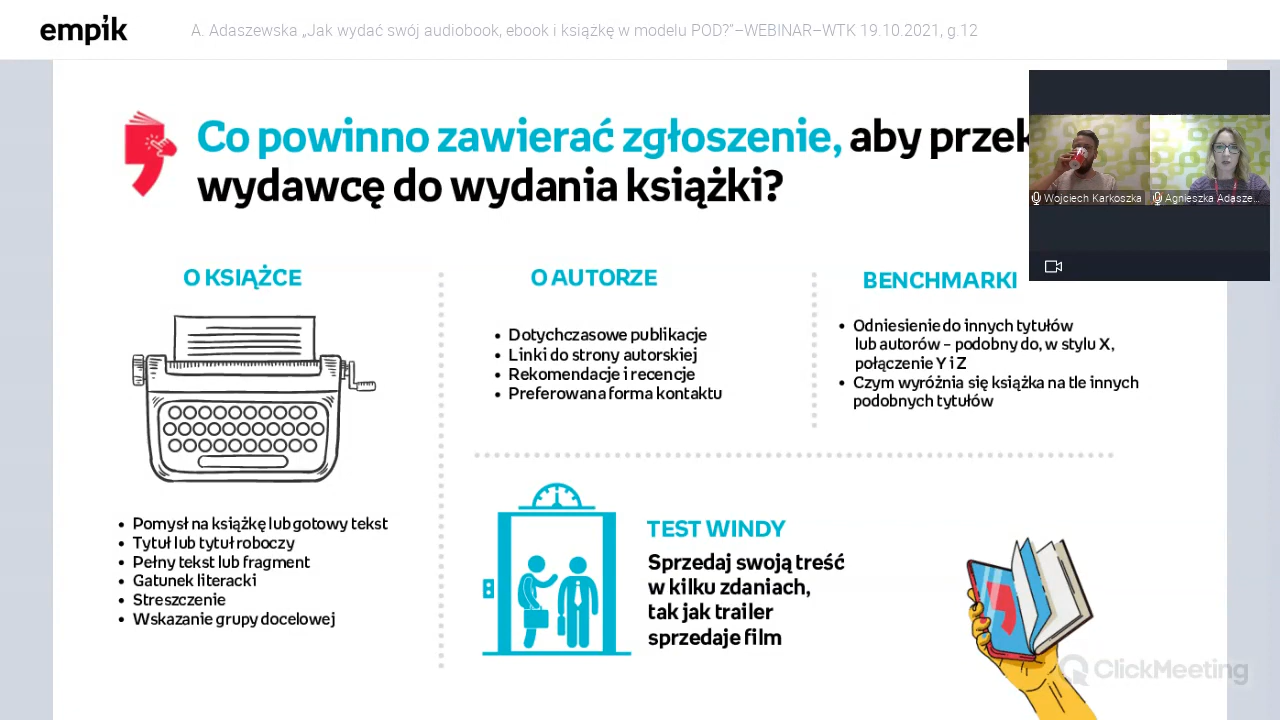 empik
A. Adaszewska „Jak wydać swój audiobook, ebook i książkę w modelu POD?”–WEBINAR–WTK 19.10.2021, g.12
Co powinno zawierać zgłoszenie, aby przek
wydawcę do wydania książki?
Wojciech Karkoszka
Agnieszka Adasze...
O KSIĄŻCE
• Pomysł na książkę lub gotowy tekst
• Tytuł lub tytuł roboczy
• Pełny tekst lub fragment
• Gatunek literacki
• Streszczenie
• Wskazanie grupy docelowej
O AUTORZE
• Dotychczasowe publikacje
• Linki do strony autorskiej
• Rekomendacje i recencje
• Preferowana forma kontaktu
BENCHMARKI
• Odniesienie do innych tytułów
lub autorów – podobny do, w stylu X,
połączenie Y i Z
• Czym wyróżnia się książka na tle innych
podobnych tytułów
TEST WINDY
Sprzedaj swoją treść
w kilku zdaniach,
tak jak trailer
sprzedaje film
ClickMeeting